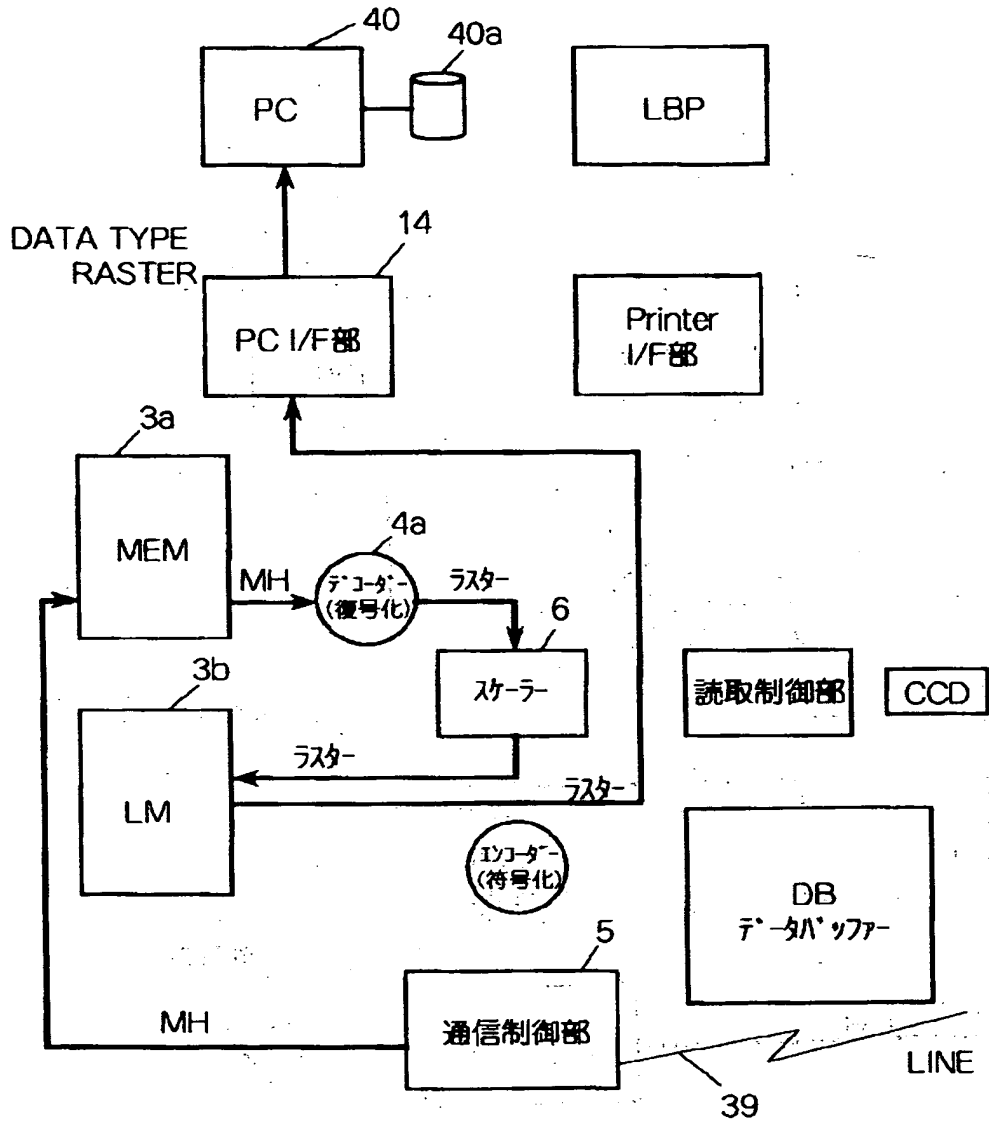 40
40a
PC
LBP
DATA TYPE
RASTER
14
PC I/F部
Printer
I/F部
3a
MEM
MH
4a
デコーダー
(復号化)
ラスター
6
スケーラー
読取制御部
CCD
3b
LM
ラスター
ラスター
エンコーダー
(符号化)
DB
データバッファー
5
通信制御部
MH
LINE
39